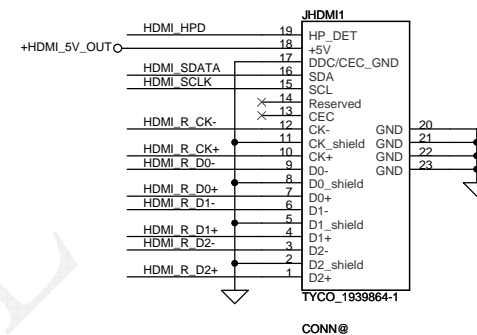 JHDMI1
HDMI_HPD 19 HP_DET
+HDMI_5V_OUT 18 +5V
17 DDC/CEC_GND
HDMI_SDATA 16 SDA
HDMI_SCLK 15 SCL
14 Reserved
13 CEC
HDMI_R_CK- 12 CK- GND 20
11 CK_shield GND 21
HDMI_R_CK+ 10 CK+ GND 22
HDMI_R_D0- 9 D0- GND 23
8 D0_shield
HDMI_R_D0+ 7 D0+
HDMI_R_D1- 6 D1-
5 D1_shield
HDMI_R_D1+ 4 D1+
HDMI_R_D2- 3 D2-
2 D2_shield
HDMI_R_D2+ 1 D2+
TYCO_1939864-1
CONN@